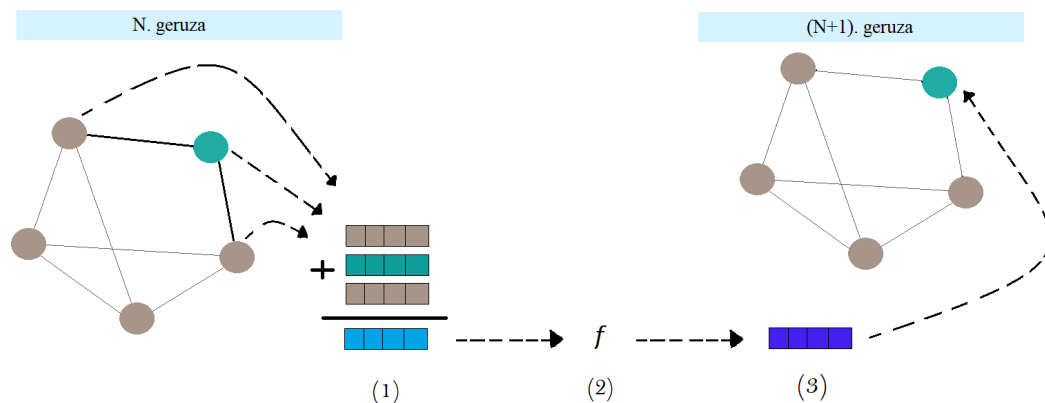 N. geruza
(N+1). geruza
+
f
(1)
(2)
(3)